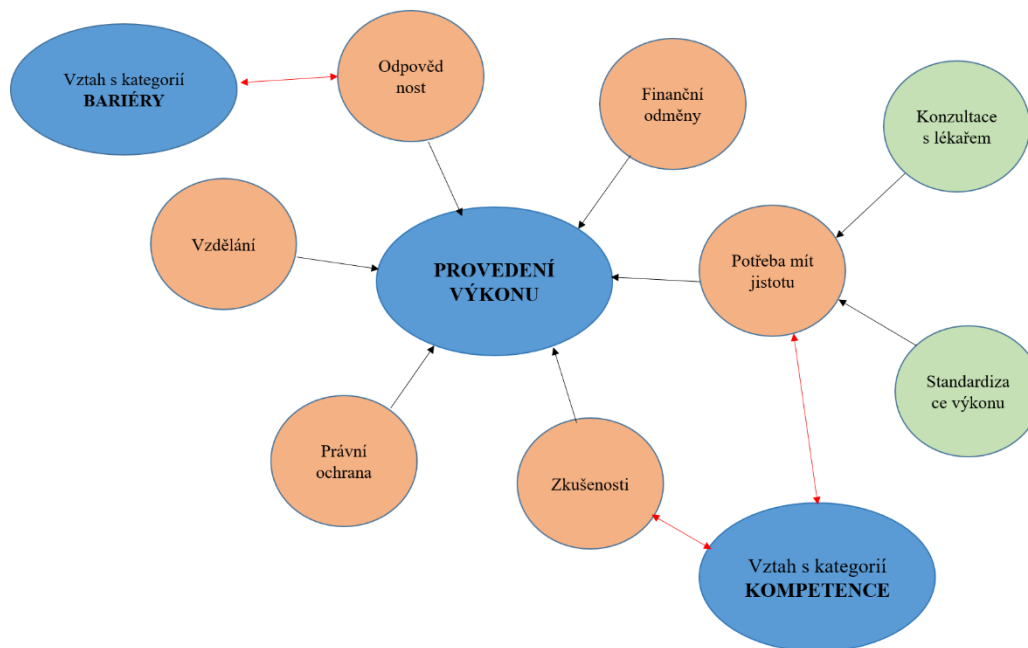 Vztah s kategorií
BARIÉRY
Odpověd
nost
Finanční
odměny
Konzultace
s lékařem
Vzdělání
PROVEDENÍ
VÝKONU
Potřeba mít
jistotu
Standardiza
ce výkonu
Právní
ochrana
Zkušenosti
Vztah s kategorií
KOMPETENCE